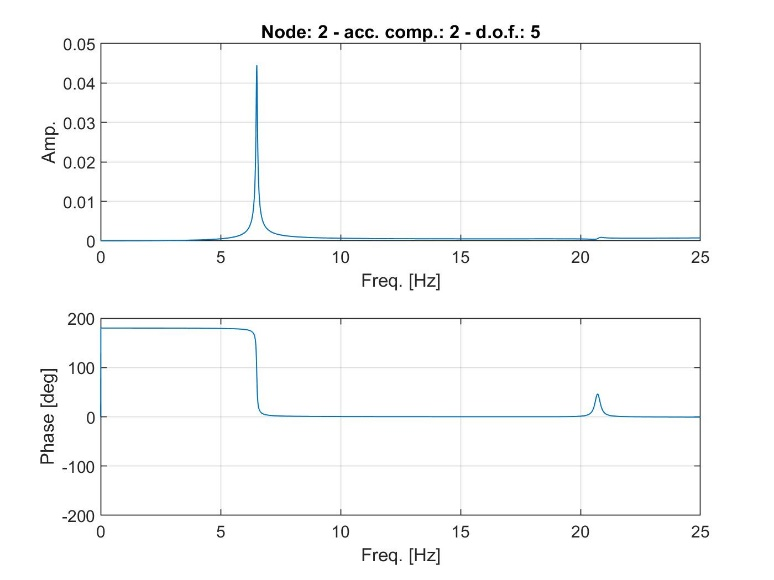 Node: 2 - acc. comp.: 2 - d.o.f.: 5
0.05
0.04
0.03
0.02
0.01
0
Amp.
0 5 10 15 20 25
Freq. [Hz]
200
100
0
-100
-200
Phase [deg]
0 5 10 15 20 25
Freq. [Hz]